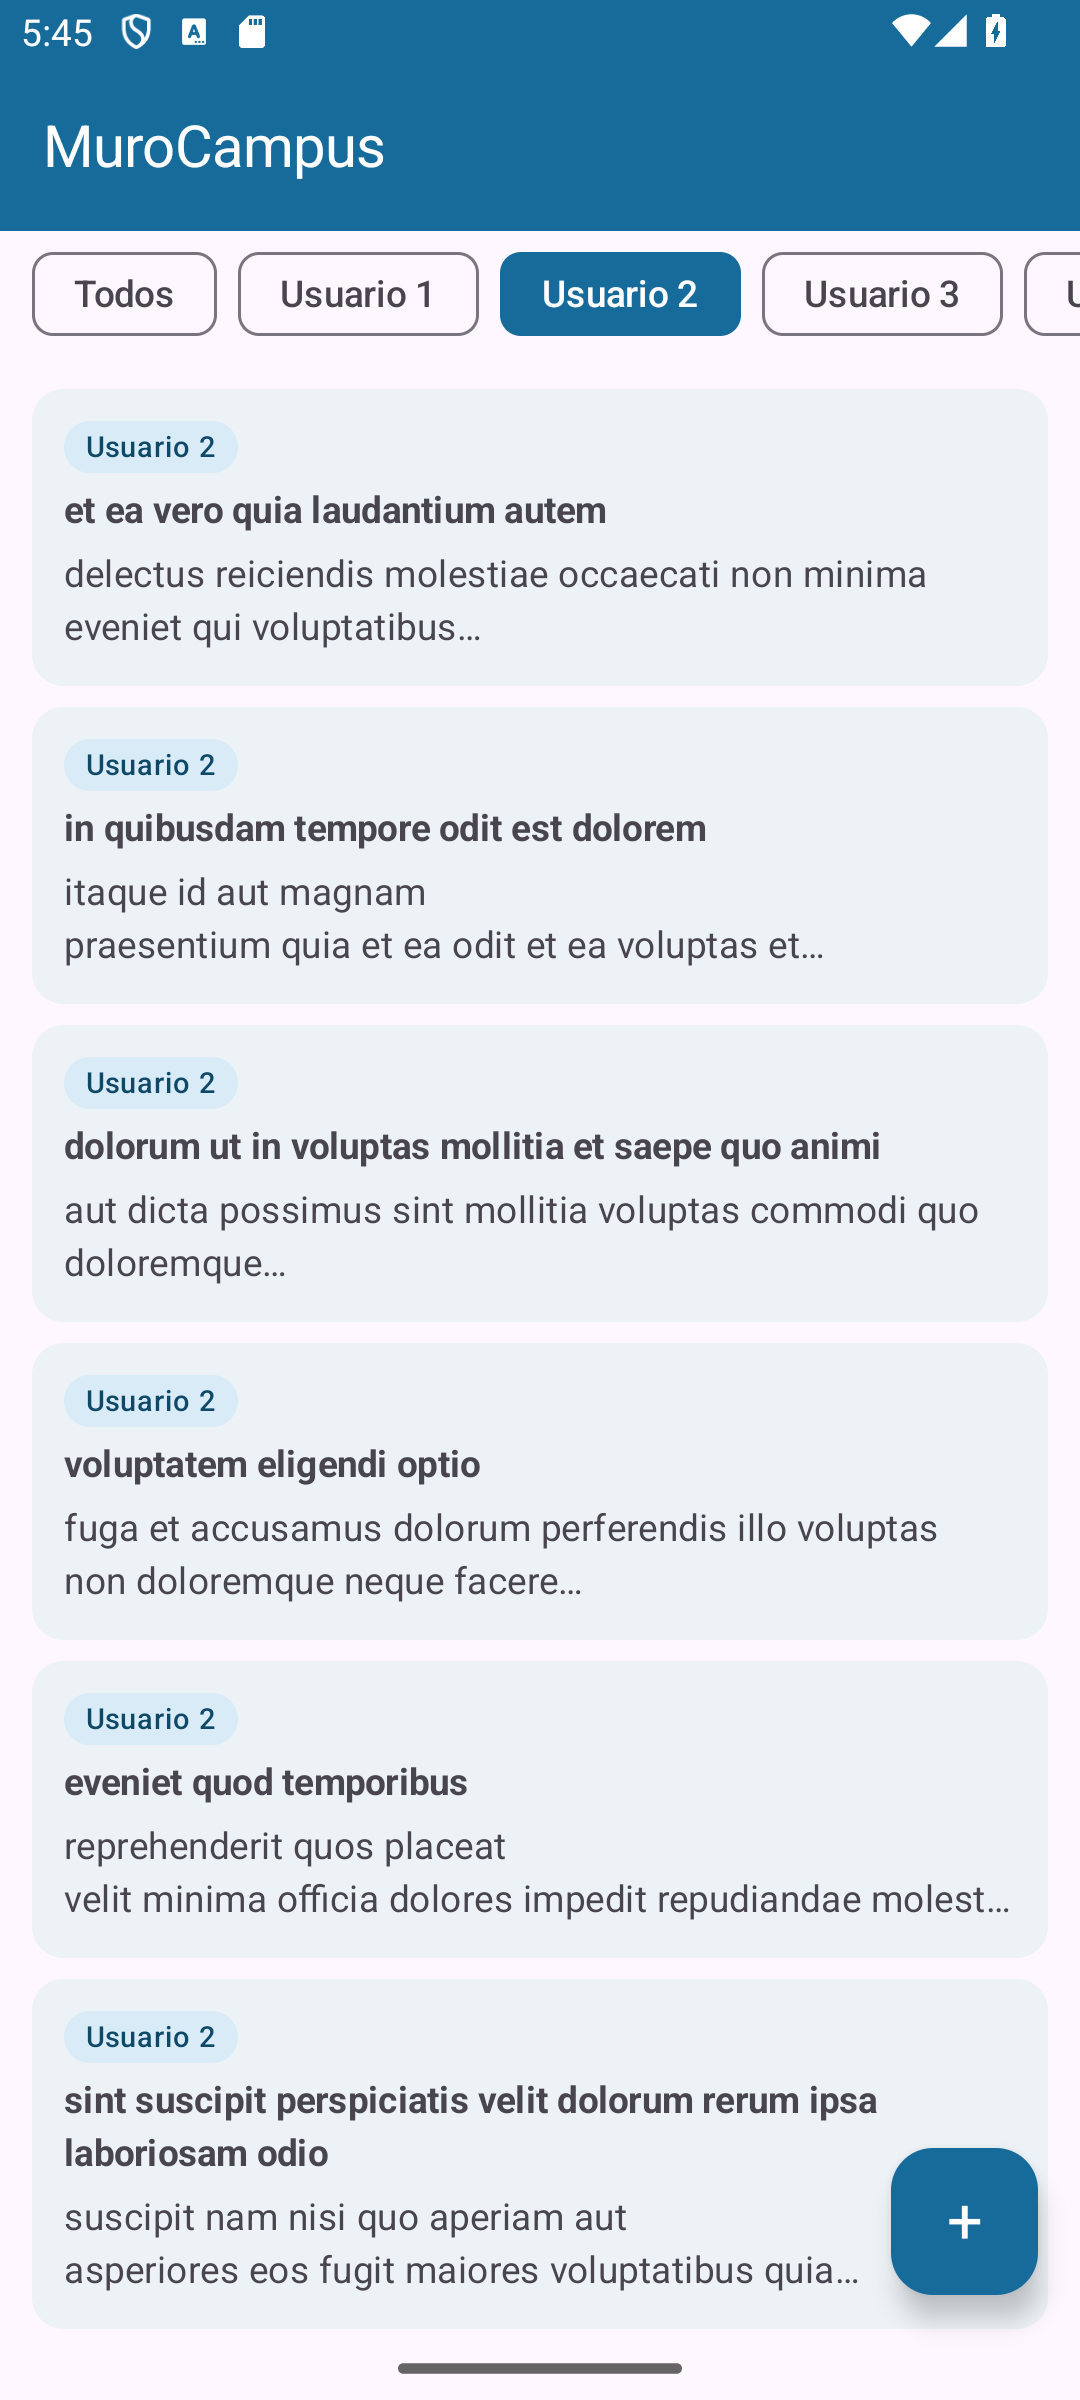 5:45
MuroCampus
Todos
Usuario 1
Usuario 2
Usuario 3
Usuario 2
et ea vero quia laudantium autem
delectus reiciendis molestiae occaecati non minima
eveniet qui voluptatibus…
Usuario 2
in quibusdam tempore odit est dolorem
itaque id aut magnam
praesentium quia et ea odit et ea voluptas et…
Usuario 2
dolorum ut in voluptas mollitia et saepe quo animi
aut dicta possimus sint mollitia voluptas commodi quo
doloremque…
Usuario 2
voluptatem eligendi optio
fuga et accusamus dolorum perferendis illo voluptas
non doloremque neque facere…
Usuario 2
eveniet quod temporibus
reprehenderit quos placeat
velit minima officia dolores impedit repudiandae molest…
Usuario 2
sint suscipit perspiciatis velit dolorum rerum ipsa
laboriosam odio
suscipit nam nisi quo aperiam aut
asperiores eos fugit maiores voluptatibus quia…
+